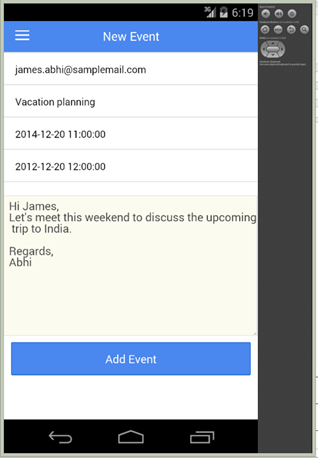 3G 6:19
New Event
james.abhi@samplemail.com
Vacation planning
2014-12-20 11:00:00
2012-12-20 12:00:00
Hi James,
Let's meet this weekend to discuss the upcoming
trip to India.
Regards,
Abhi
Add Event